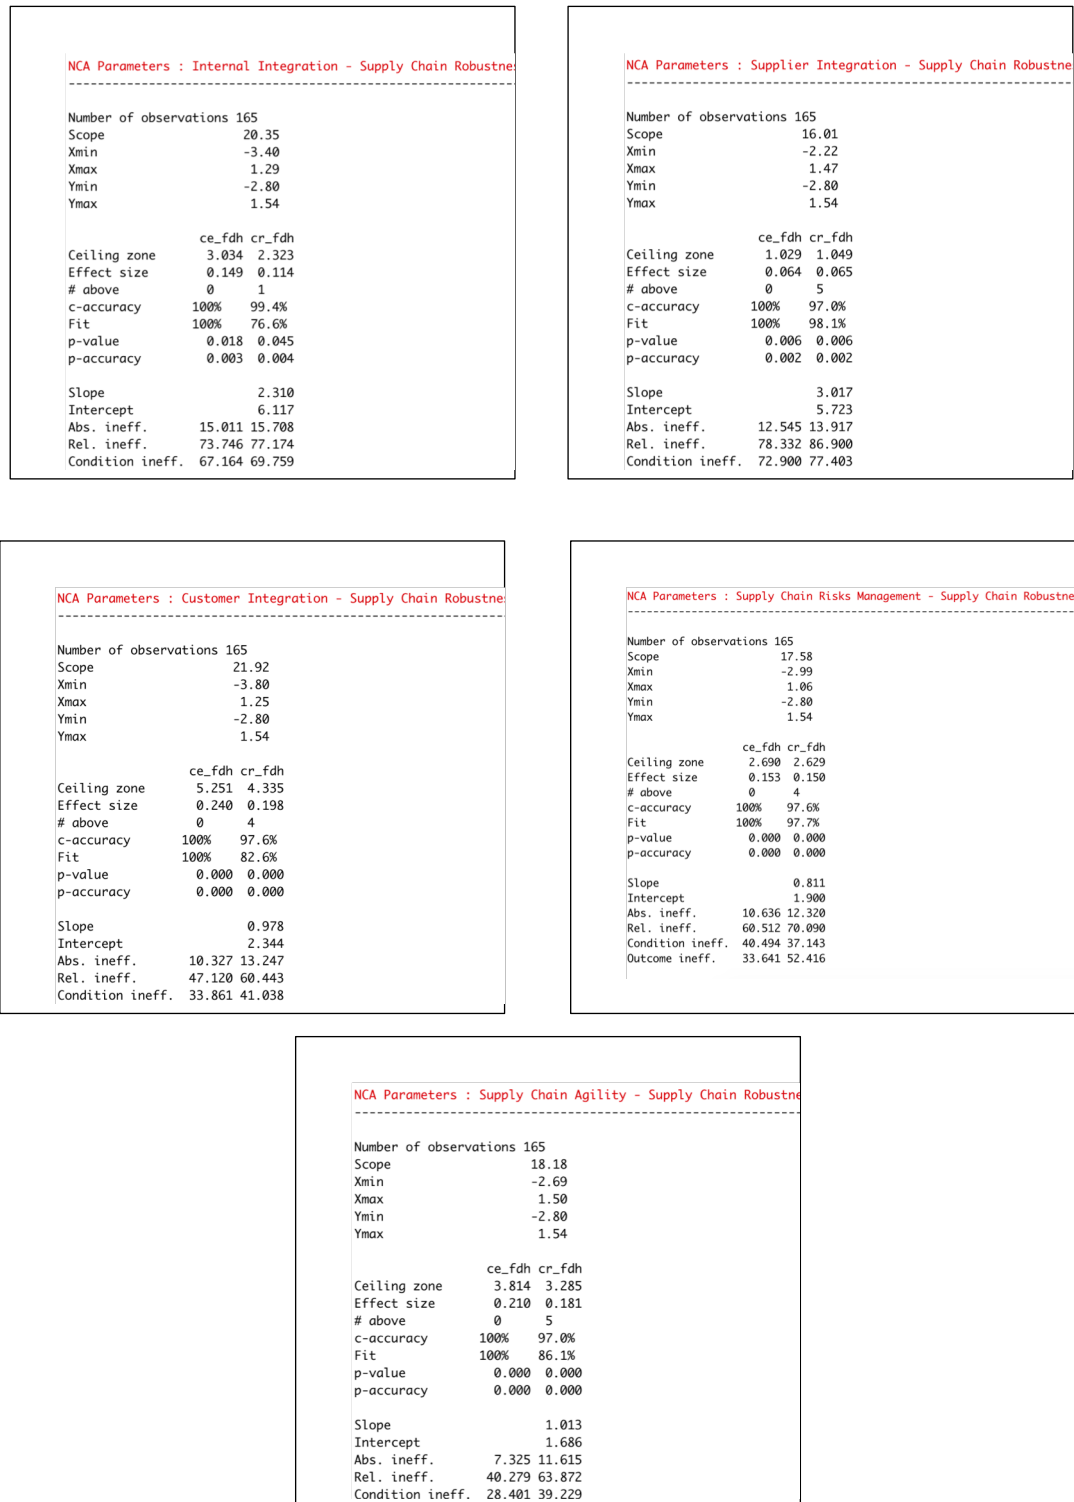 NCA Parameters : Internal Integration - Supply Chain Robustnes
--------------------------------------------------------------
Number of observations 165
Scope 20.35
Xmin -3.40
Xmax 1.29
Ymin -2.80
Ymax 1.54
ce_fdh cr_fdh
Ceiling zone 3.034 2.323
Effect size 0.149 0.114
# above 0 1
c-accuracy 100% 99.4%
Fit 100% 76.6%
p-value 0.018 0.045
p-accuracy 0.003 0.004
Slope 2.310
Intercept 6.117
Abs. ineff. 15.011 15.708
Rel. ineff. 73.746 77.174
Condition ineff. 67.164 69.759
NCA Parameters : Supplier Integration - Supply Chain Robustne
--------------------------------------------------------------
Number of observations 165
Scope 16.01
Xmin -2.22
Xmax 1.47
Ymin -2.80
Ymax 1.54
ce_fdh cr_fdh
Ceiling zone 1.029 1.049
Effect size 0.064 0.065
# above 0 5
c-accuracy 100% 97.0%
Fit 100% 98.1%
p-value 0.006 0.006
p-accuracy 0.002 0.002
Slope 3.017
Intercept 5.723
Abs. ineff. 12.545 13.917
Rel. ineff. 78.332 86.900
Condition ineff. 72.900 77.403
NCA Parameters : Customer Integration - Supply Chain Robustnes
--------------------------------------------------------------
Number of observations 165
Scope 21.92
Xmin -3.80
Xmax 1.25
Ymin -2.80
Ymax 1.54
ce_fdh cr_fdh
Ceiling zone 5.251 4.335
Effect size 0.240 0.198
# above 0 4
c-accuracy 100% 97.6%
Fit 100% 82.6%
p-value 0.000 0.000
p-accuracy 0.000 0.000
Slope 0.978
Intercept 2.344
Abs. ineff. 10.327 13.247
Rel. ineff. 47.120 60.443
Condition ineff. 33.861 41.038
NCA Parameters : Supply Chain Risks Management - Supply Chain Robustne
--------------------------------------------------------------
Number of observations 165
Scope 17.58
Xmin -2.99
Xmax 1.06
Ymin -2.80
Ymax 1.54
ce_fdh cr_fdh
Ceiling zone 2.690 2.629
Effect size 0.153 0.150
# above 0 4
c-accuracy 100% 97.6%
Fit 100% 97.7%
p-value 0.000 0.000
p-accuracy 0.000 0.000
Slope 0.811
Intercept 1.900
Abs. ineff. 10.636 12.320
Rel. ineff. 60.512 70.090
Condition ineff. 40.494 37.143
Outcome ineff. 33.641 52.416
NCA Parameters : Supply Chain Agility - Supply Chain Robustne
--------------------------------------------------------------
Number of observations 165
Scope 18.18
Xmin -2.69
Xmax 1.50
Ymin -2.80
Ymax 1.54
ce_fdh cr_fdh
Ceiling zone 3.814 3.285
Effect size 0.210 0.181
# above 0 5
c-accuracy 100% 97.0%
Fit 100% 86.1%
p-value 0.000 0.000
p-accuracy 0.000 0.000
Slope 1.013
Intercept 1.686
Abs. ineff. 7.325 11.615
Rel. ineff. 40.279 63.872
Condition ineff. 28.401 39.229